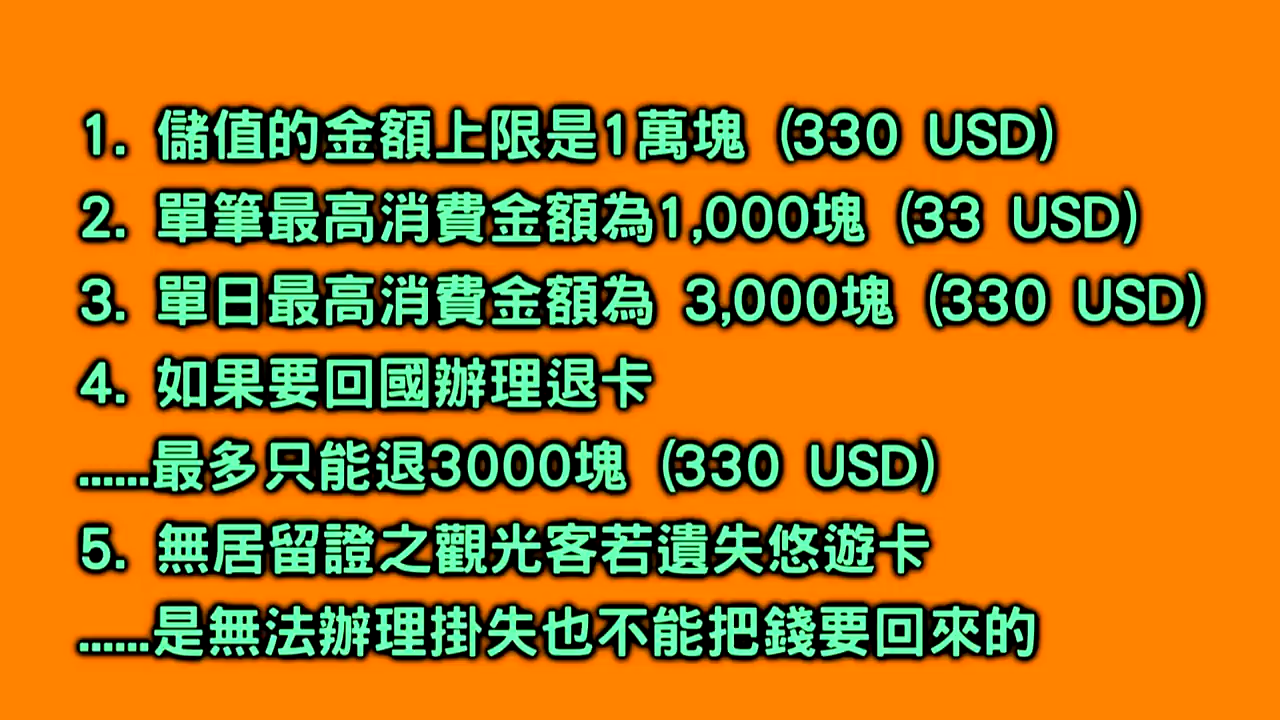 1. 儲值的金額上限是1萬塊 (330 USD)
2. 單筆最高消費金額為1,000塊 (33 USD)
3. 單日最高消費金額為 3,000塊 (330 USD)
4. 如果要回國辦理退卡
......最多只能退3000塊 (330 USD)
5. 無居留證之觀光客若遺失悠遊卡
......是無法辦理掛失也不能把錢要回來的